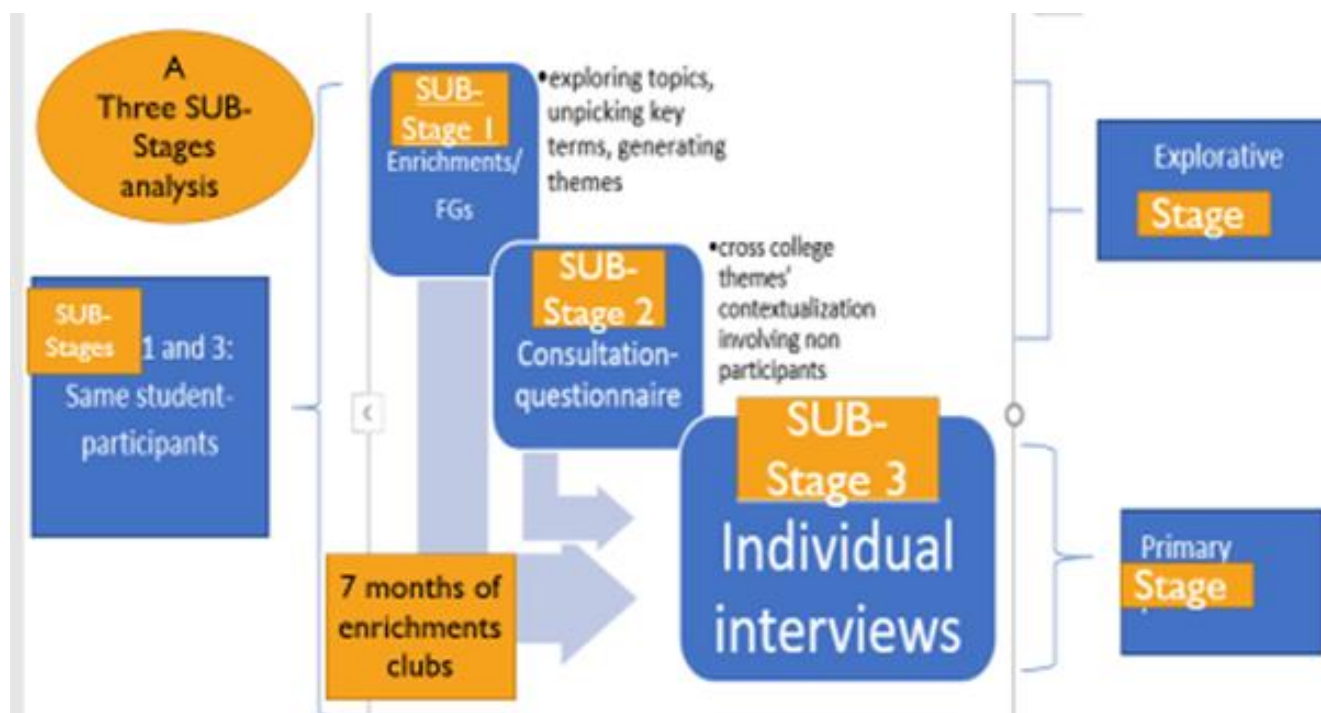 A
Three SUB-
Stages
analysis
SUB-
Stage 1
Enrichments/
FGs
•exploring topics,
unpicking key
terms, generating
themes
Explorative
Stage
SUB-
Stages
1 and 3:
Same student-
participants
SUB-
Stage 2
Consultation-
questionnaire
•cross college
themes'
contextualization
involving non
participants
SUB-
Stage 3
Individual
interviews
7 months of
enrichments
clubs
Primary
Stage